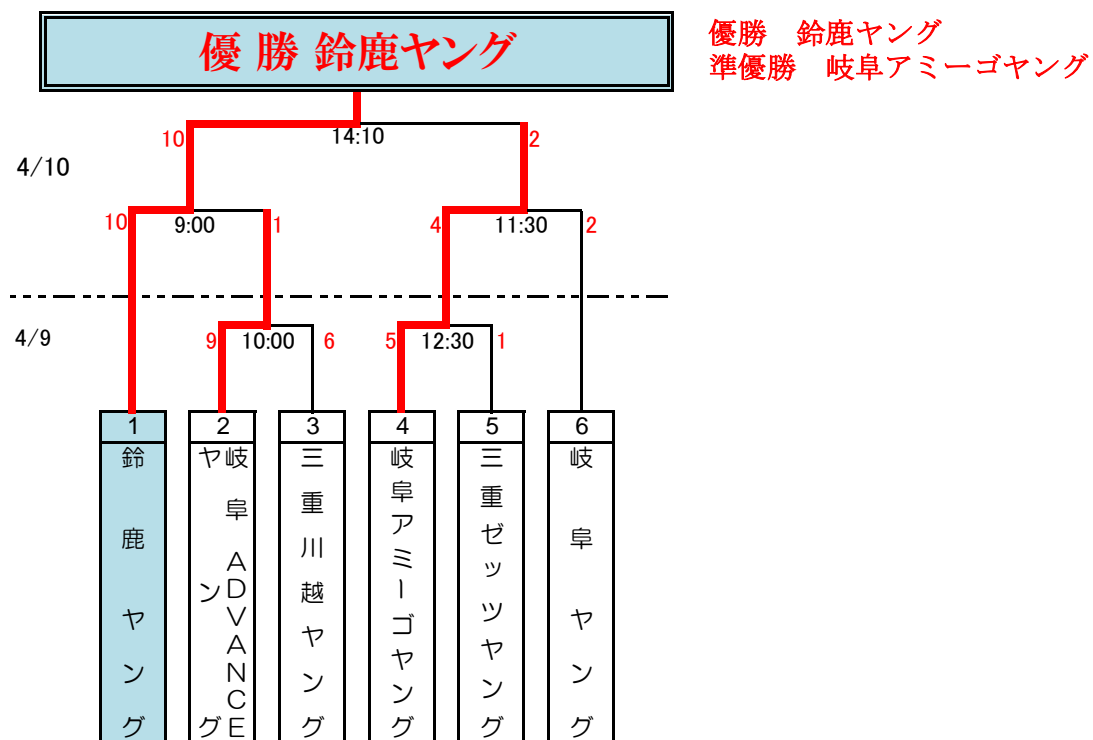 優 勝 鈴鹿ヤング
優勝　鈴鹿ヤング
準優勝　岐阜アミーゴヤング
10
14:10
2
4/10
10
9:00
1
4
11:30
2
4/9
9
10:00
6
5
12:30
1
1
2
3
4
5
6
鈴鹿ヤング
岐阜ADVANCE
ヤング
三重川越ヤング
岐阜アミーゴヤング
三重ゼッツヤング
岐阜ヤング